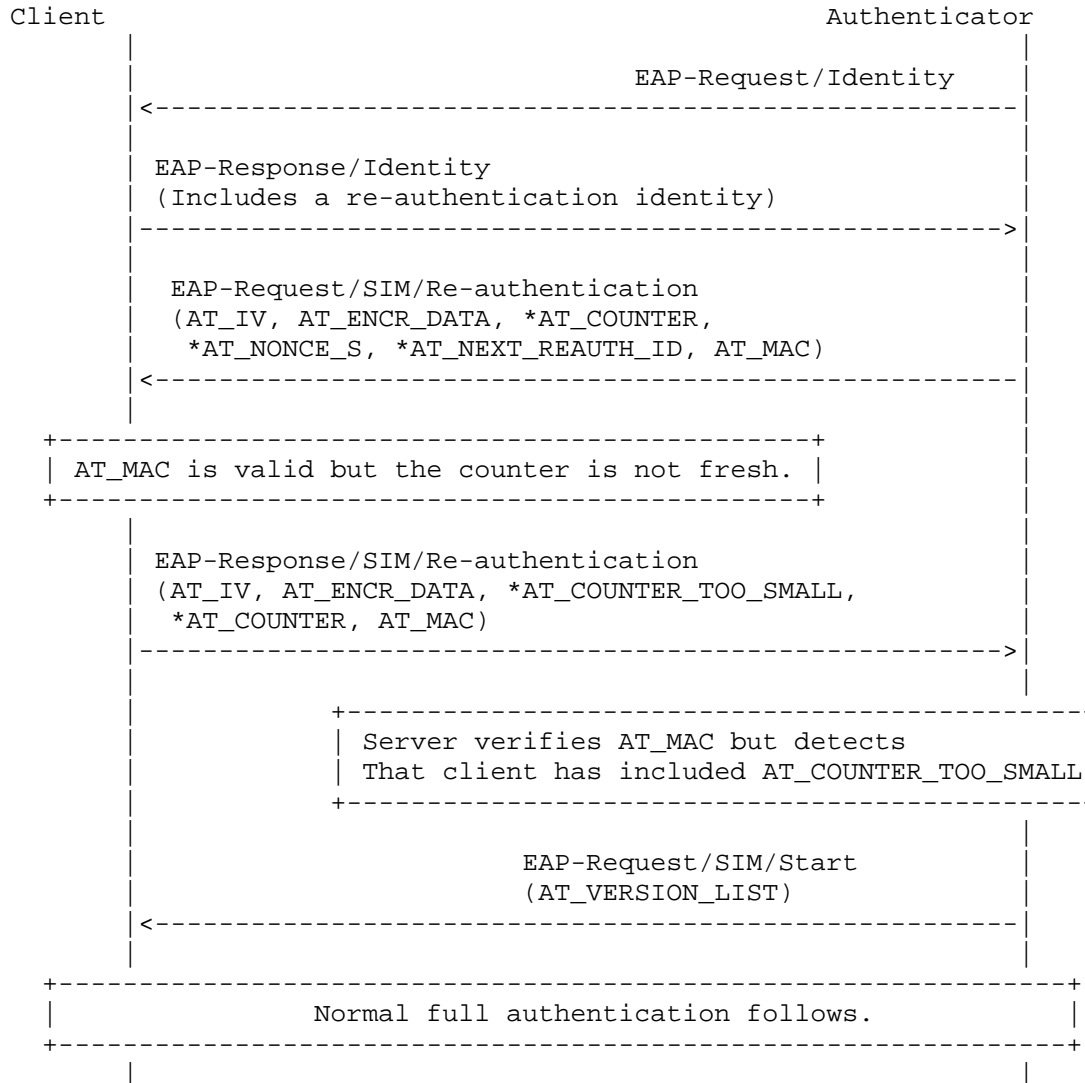 Client Authenticator
EAP-Request/Identity
EAP-Response/Identity
(Includes a re-authentication identity)
EAP-Request/SIM/Re-authentication
(AT_IV, AT_ENCR_DATA, *AT_COUNTER,
*AT_NONCE_S, *AT_NEXT_REAUTH_ID, AT_MAC)
AT_MAC is valid but the counter is not fresh.
EAP-Response/SIM/Re-authentication
(AT_IV, AT_ENCR_DATA, *AT_COUNTER_TOO_SMALL,
*AT_COUNTER, AT_MAC)
Server verifies AT_MAC but detects
That client has included AT_COUNTER_TOO_SMALL
EAP-Request/SIM/Start
(AT_VERSION_LIST)
Normal full authentication follows.